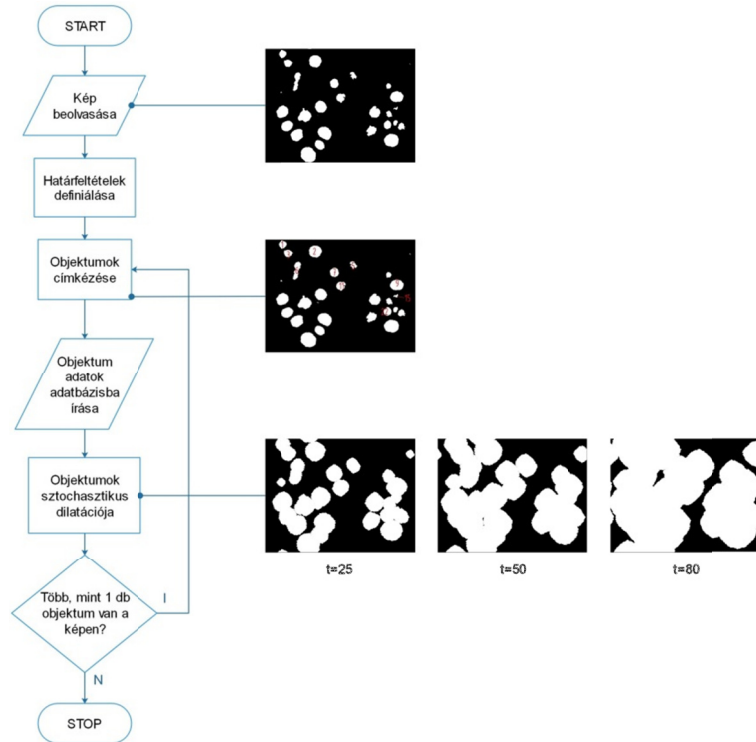 START
Kép
beolvasása
Határfeltételek
definiálása
Objektumok
címkézése
Objektum
adatok
adatbázisba
írása
Objektumok
sztochasztikus
dilatációja
t=25
t=50
t=80
Több, mint 1 db
objektum van a
képen?
I
N
STOP